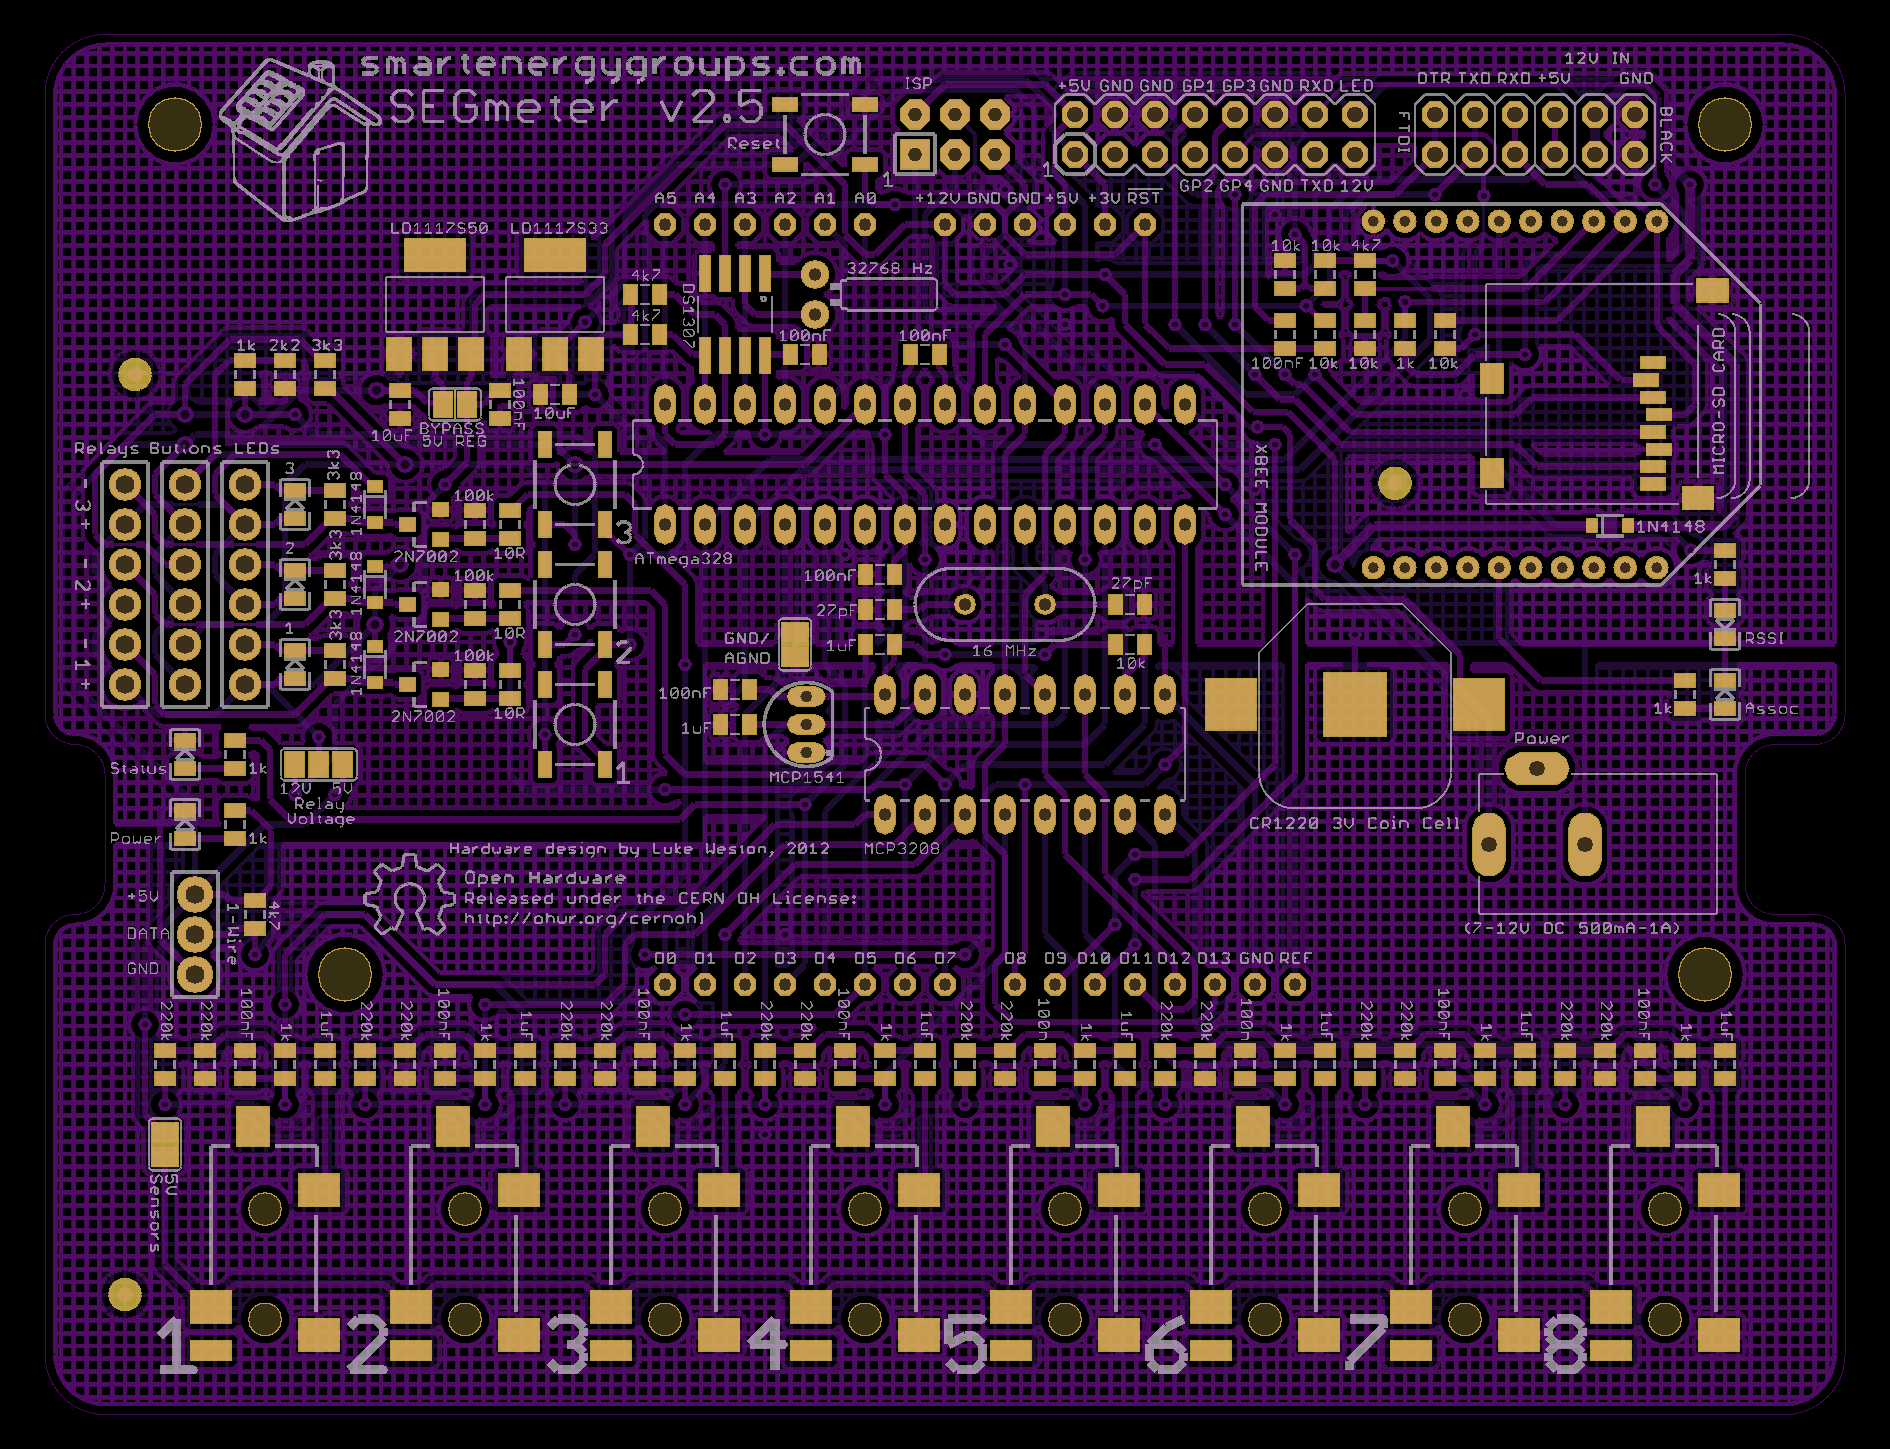 smartenergygroups.com
SEGmeter v2.5
Reset
ISP
1
+5V GND GND GP1 GP3 GND RXD LED
1
GP2 GP4 GND TXD 12V
12V IN
DTR TXD RXD +5V GND
FTDI
BLACK
A5 A4 A3 A2 A1 A0
+12V GND GND +5V +3V RST
LD1117S50 LD1117S33
4k7
4k7
DS1307
32768 Hz
100nF
100nF
10k 10k 4k7
100nF 10k 10k 1k 10k
MICRO-SD CARD
XBEE MODULE
1N4148
1k 2k2 3k3
10uF
BYPASS
5V REG
100nF
10uF
Relays Buttons LEDs
- 3 +
- 2 +
- 1 +
3
3k3
1N4148
100k
2N7002
10R
3
2
3k3
1N4148
100k
2N7002
10R
2
1
3k3
1N4148
100k
2N7002
10R
1
ATmega328
100nF
27pF
1uF
16 MHz
27pF
10k
GND/
AGND
100nF
1uF
MCP1541
MCP3208
1k
RSSI
1k
Assoc
Status
1k
12V 5V
Relay
Voltage
Power
1k
Power
CR1220 3V Coin Cell
(7-12V DC 500mA-1A)
Hardware design by Luke Weston, 2012
Open Hardware
Released under the CERN OH License:
http://ohwr.org/cernohl
+5V
DATA
GND
1-Wire
4k7
D0 D1 D2 D3 D4 D5 D6 D7
D8 D9 D10 D11 D12 D13 GND REF
220k 220k 100nF 1k 1uF 220k 220k 100nF 1k 1uF 220k 220k 100nF 1k 1uF 220k 220k 100nF 1k 1uF 220k 220k 100n 1k 1uF 220k 220k 100n 1k 1uF 220k 220k 100nF 1k 1uF 220k 220k 100nF 1k 1uF
5V
Sensors
1 2 3 4 5 6 7 8